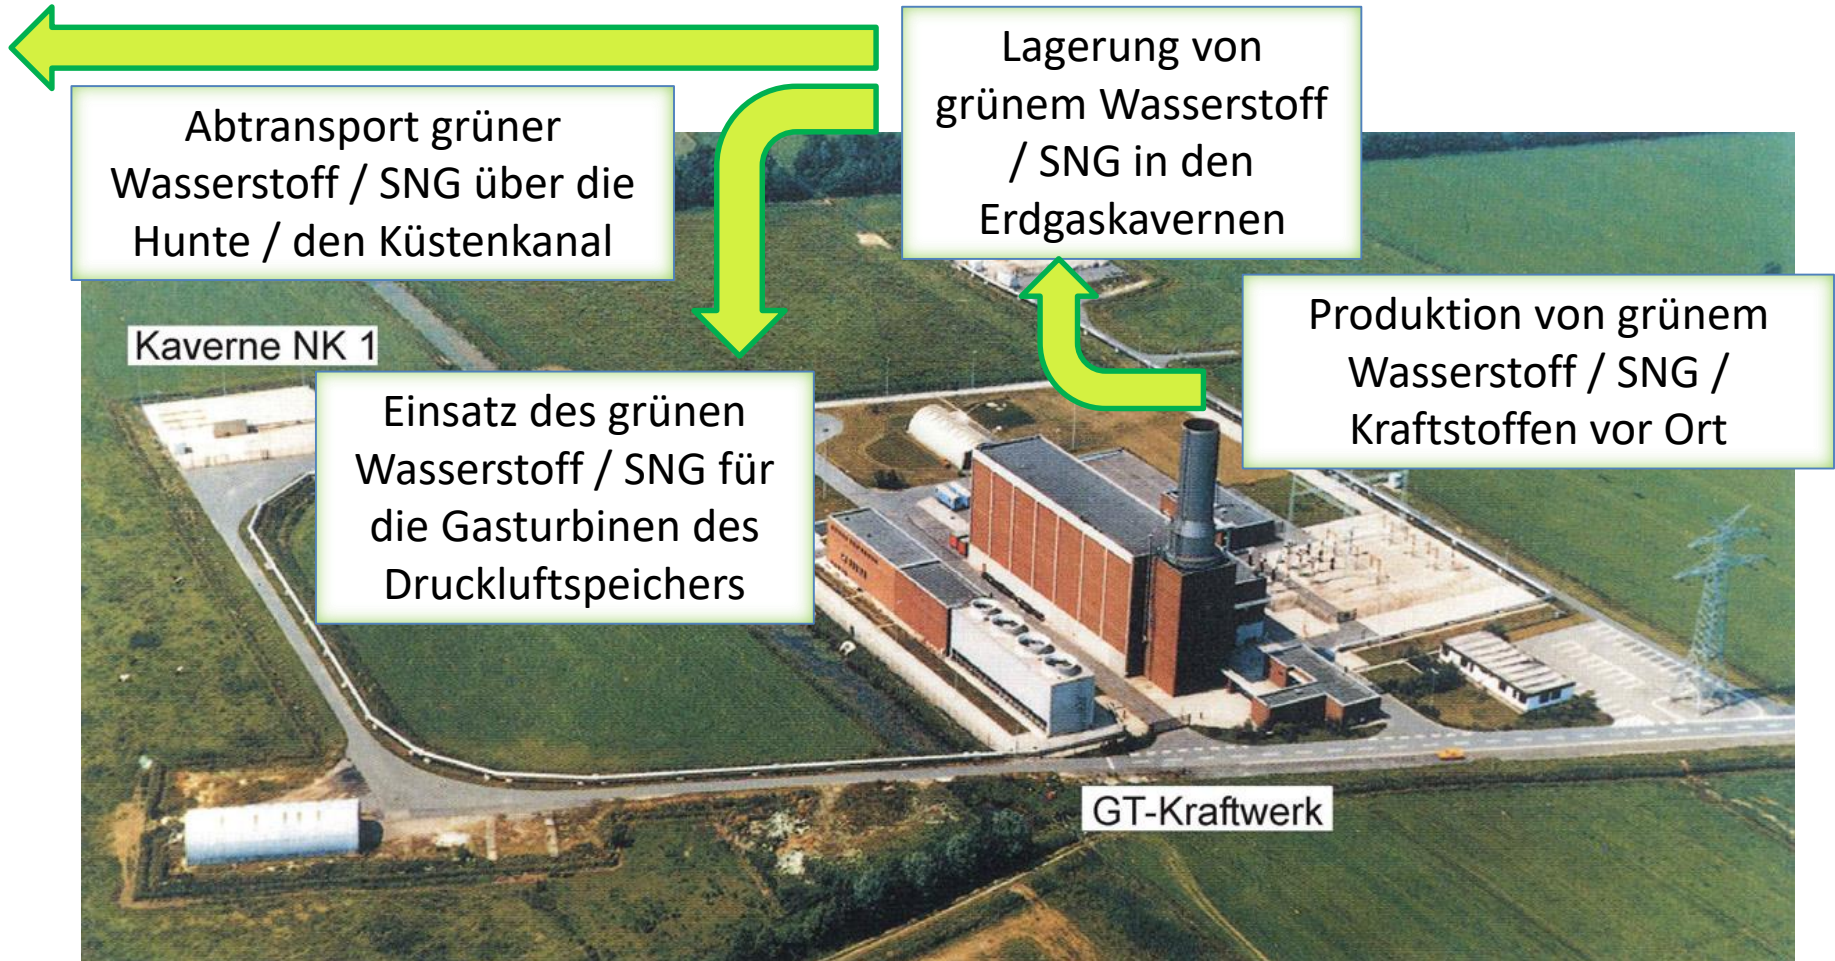 Lagerung von
grünem Wasserstoff
/ SNG in den
Erdgaskavernen
Abtransport grüner
Wasserstoff / SNG über die
Hunte / den Küstenkanal
Produktion von grünem
Wasserstoff / SNG /
Kraftstoffen vor Ort
Kaverne NK 1
Einsatz des grünen
Wasserstoff / SNG für
die Gasturbinen des
Druckluftspeichers
GT-Kraftwerk